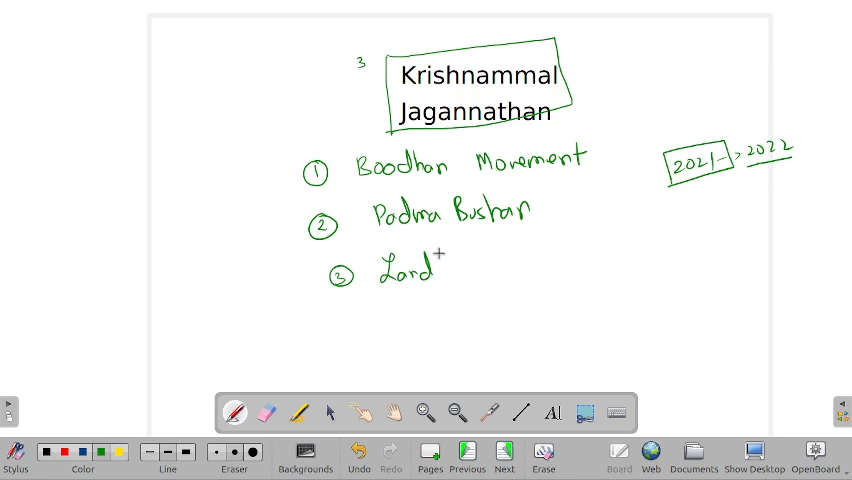 3
Krishnammal
Jagannathan
2021-> 2022
1 Boodhan Movement
2 Padma Bushan
3 Land
Stylus
Color
Line
Eraser
Backgrounds
Undo
Redo
Pages
Previous
Next
Erase
Board
Web
Documents
Show Desktop
OpenBoard